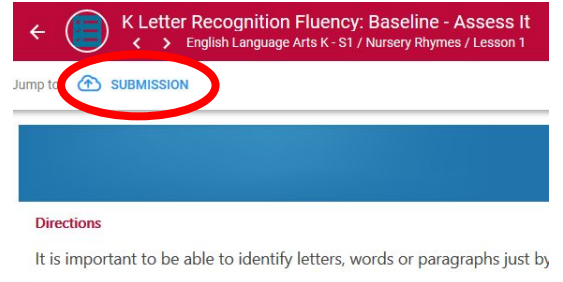 K Letter Recognition Fluency: Baseline - Assess It
English Language Arts K - S1 / Nursery Rhymes / Lesson 1
Jump to SUBMISSION
Directions
It is important to be able to identify letters, words or paragraphs just by